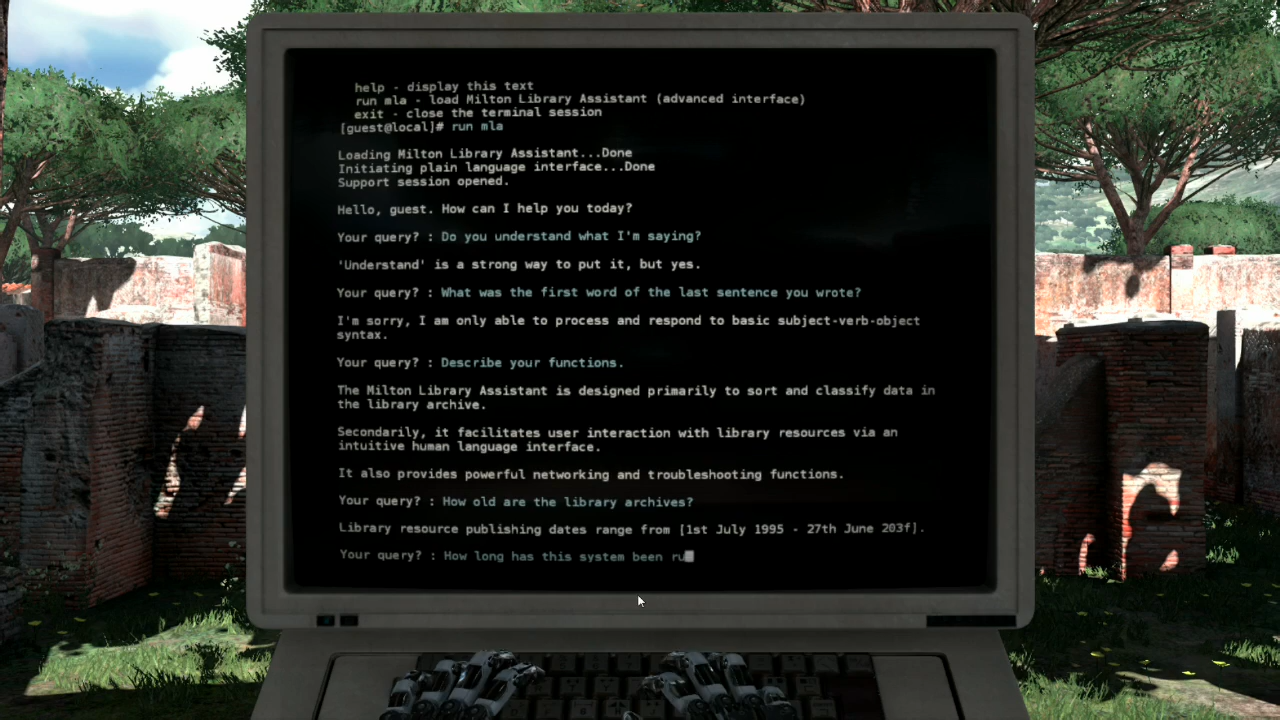 help - display this text
run mla - load Milton Library Assistant (advanced interface)
exit - close the terminal session
[guest@local]# run mla
Loading Milton Library Assistant...Done
Initiating plain language interface...Done
Support session opened.
Hello, guest. How can I help you today?
Your query? : Do you understand what I'm saying?
'Understand' is a strong way to put it, but yes.
Your query? : What was the first word of the last sentence you wrote?
I'm sorry, I am only able to process and respond to basic subject-verb-object
syntax.
Your query? : Describe your functions.
The Milton Library Assistant is designed primarily to sort and classify data in
the library archive.
Secondarily, it facilitates user interaction with library resources via an
intuitive human language interface.
It also provides powerful networking and troubleshooting functions.
Your query? : How old are the library archives?
Library resource publishing dates range from [1st July 1995 - 27th June 203f].
Your query? : How long has this system been ru